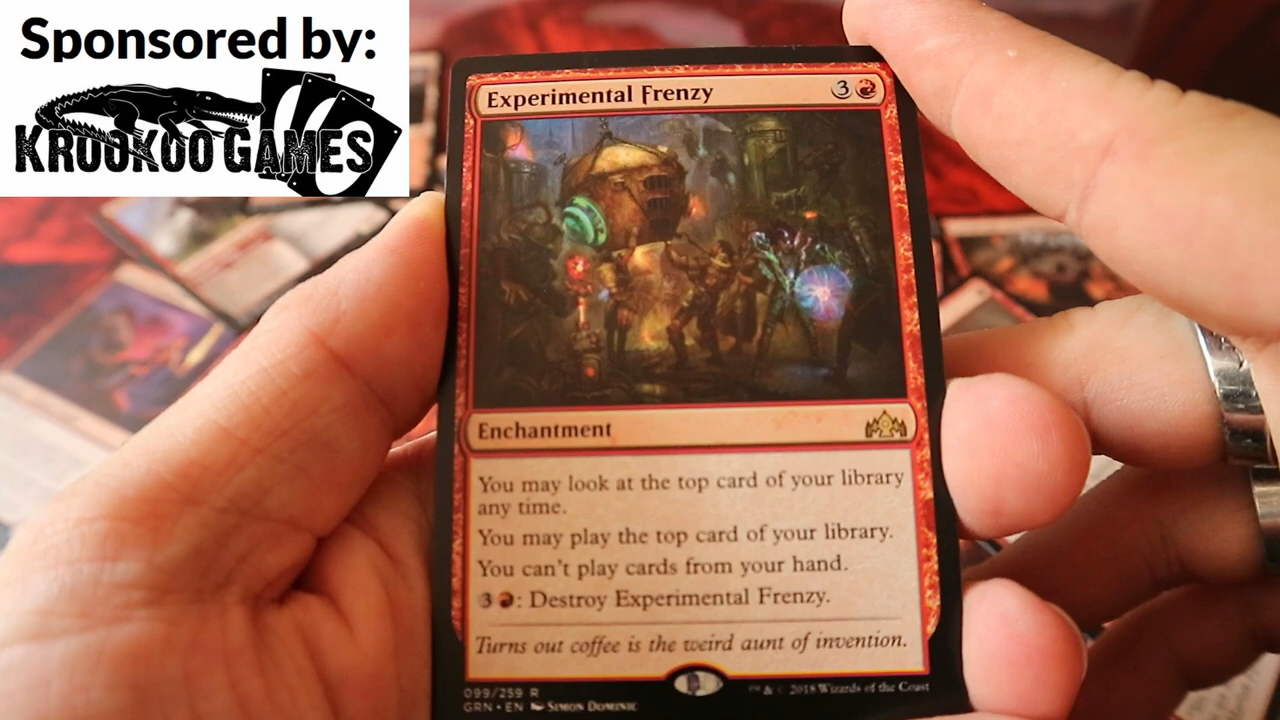 Sponsored by:
KROOKOO GAMES
Experimental Frenzy 3
Enchantment
You may look at the top card of your library
any time.
You may play the top card of your library.
You can't play cards from your hand.
3 : Destroy Experimental Frenzy.
Turns out coffee is the weird aunt of invention.
099/259 R
GRN • EN SIMON DOMINIC
™ & © 2018 Wizards of the Coast